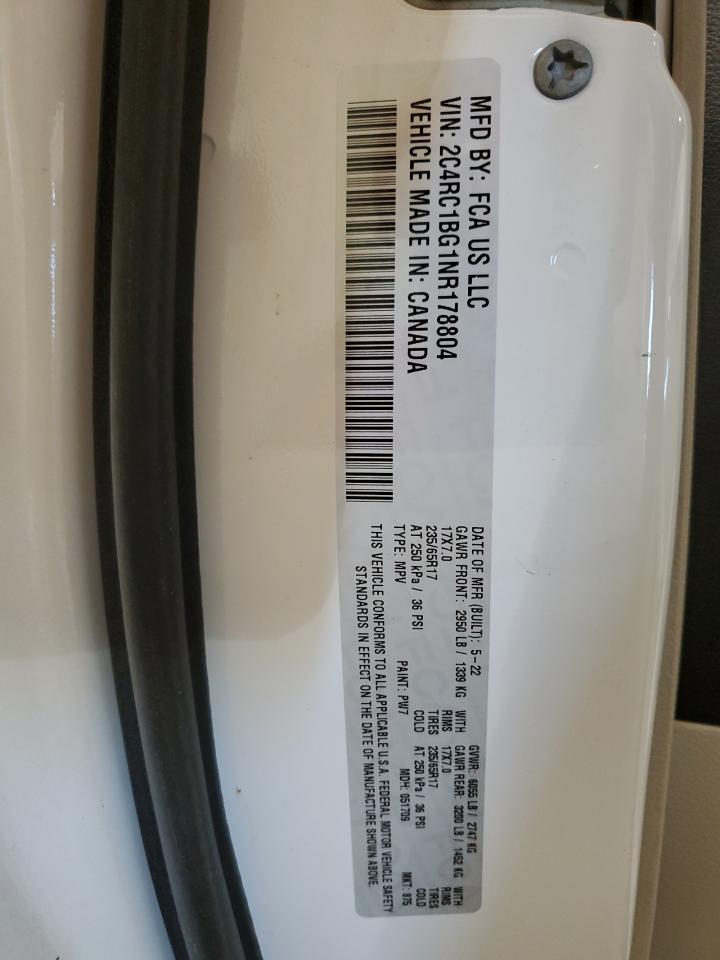 MFD BY: FCA US LLC
VIN: 2C4RC1BG1NR178804
VEHICLE MADE IN: CANADA
DATE OF MFR (BUILT): 5-22 GVWR: 6055 LB / 2747 KG
GAWR FRONT: 2950 LB / 1339 KG WITH GAWR REAR: 3200 LB / 1452 KG WITH
17X7.0 RIMS 17X7.0 RIMS
235/65R17 TIRES 235/65R17 TIRES
AT 250 kPa / 36 PSI COLD AT 250 kPa / 36 PSI COLD
TYPE: MPV PAINT: PW7 MDH: 051709 MKT: 875
THIS VEHICLE CONFORMS TO ALL APPLICABLE U.S.A. FEDERAL MOTOR VEHICLE SAFETY
STANDARDS IN EFFECT ON THE DATE OF MANUFACTURE SHOWN ABOVE.